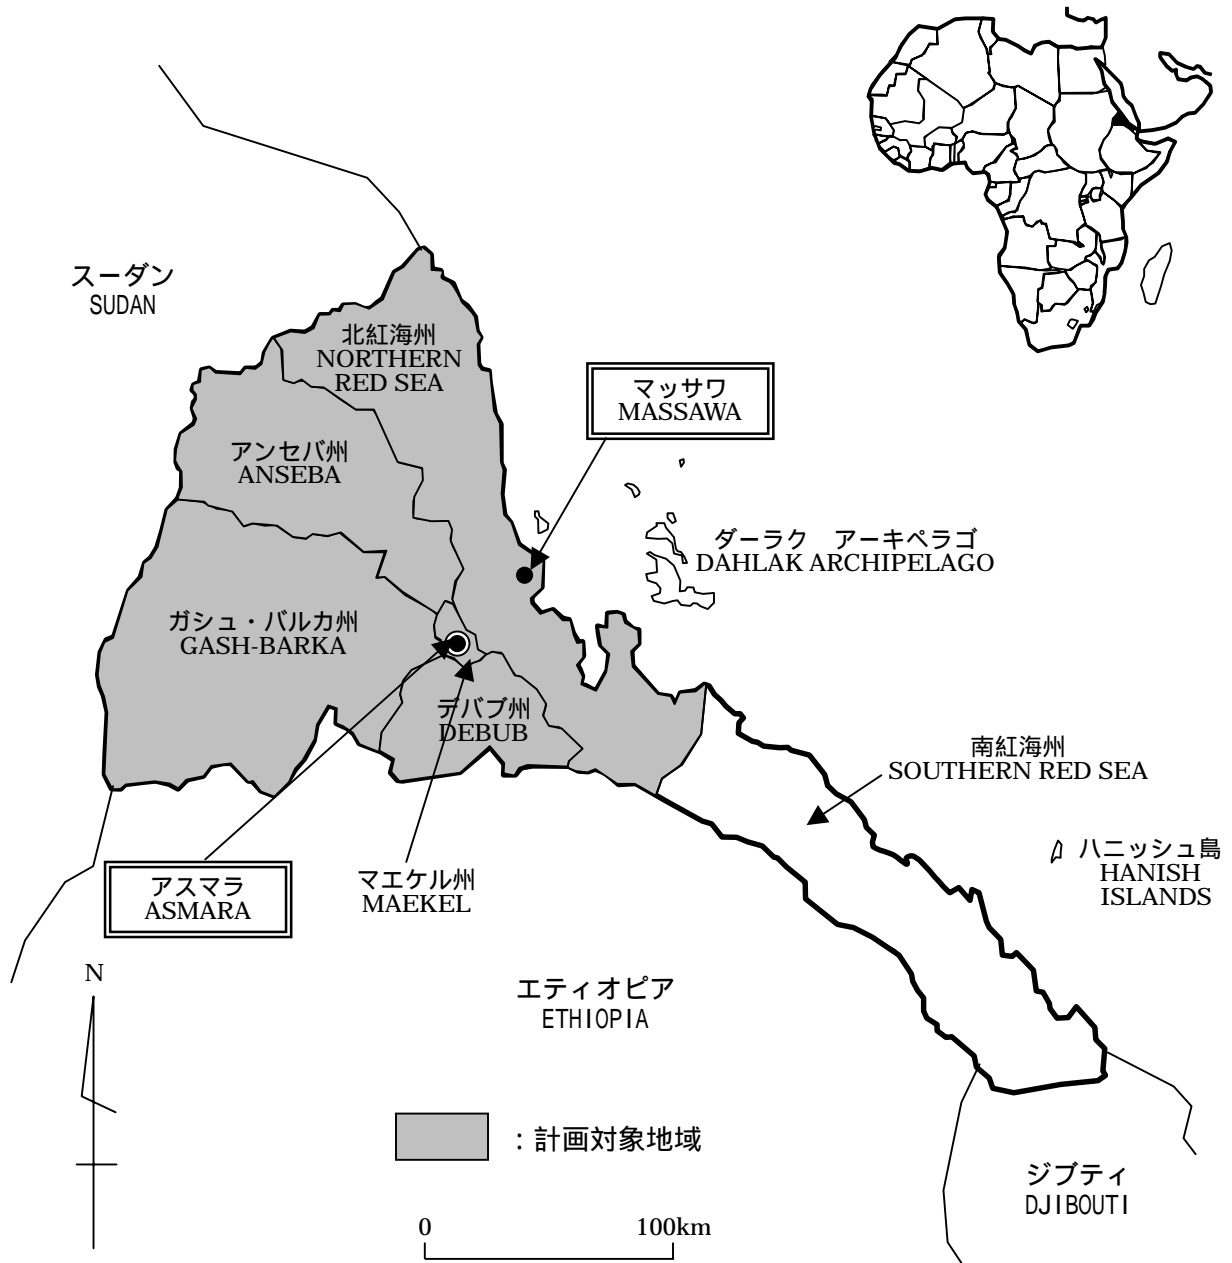 スーダン
SUDAN
北紅海州
NORTHERN
RED SEA
マッサワ
MASSAWA
アンセバ州
ANSEBA
ダーラク アーキペラゴ
DAHLAK ARCHIPELAGO
ガシュ・バルカ州
GASH-BARKA
デバブ州
DEBUB
南紅海州
SOUTHERN RED SEA
ハニッシュ島
HANISH
ISLANDS
アスマラ
ASMARA
マエケル州
MAEKEL
N
エティオピア
ETHIOPIA
：計画対象地域
ジブティ
DJIBOUTI
0 100km